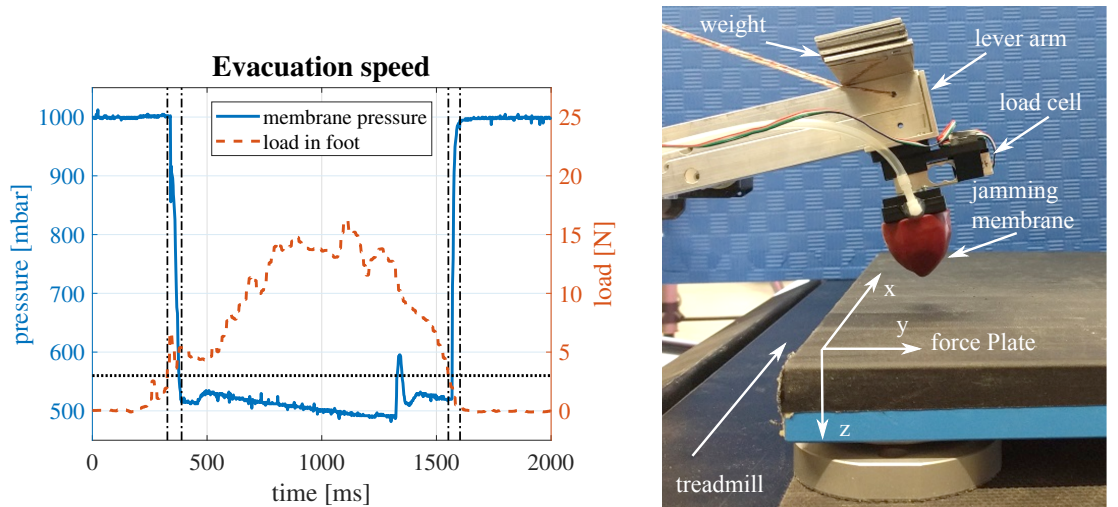 Evacuation speed
membrane pressure
load in foot
pressure [mbar]
1000
900
800
700
600
500
25
20
15
10
5
0
load [N]
0
500
1000
1500
2000
time [ms]
weight
lever arm
load cell
jamming
membrane
x
y
force Plate
z
treadmill